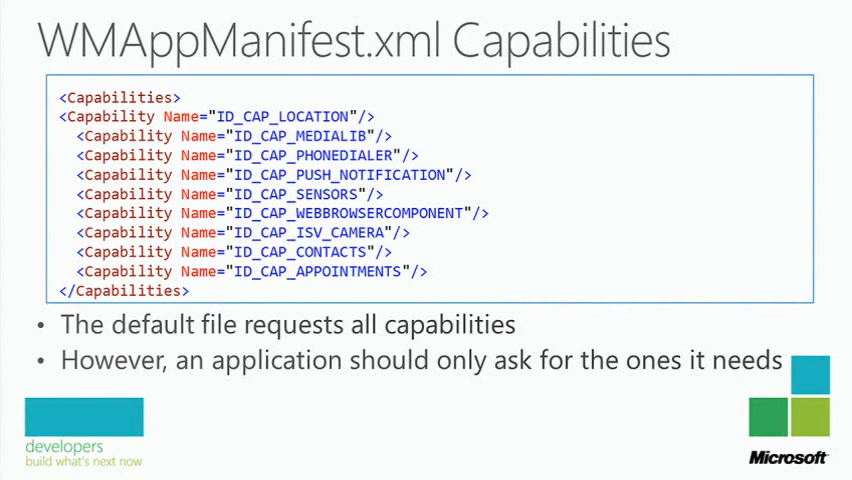 WMAppManifest.xml Capabilities
<Capabilities>
<Capability Name="ID_CAP_LOCATION"/>
<Capability Name="ID_CAP_MEDIALIB"/>
<Capability Name="ID_CAP_PHONEDIALER"/>
<Capability Name="ID_CAP_PUSH_NOTIFICATION"/>
<Capability Name="ID_CAP_SENSORS"/>
<Capability Name="ID_CAP_WEBBROWSERCOMPONENT"/>
<Capability Name="ID_CAP_ISV_CAMERA"/>
<Capability Name="ID_CAP_CONTACTS"/>
<Capability Name="ID_CAP_APPOINTMENTS"/>
</Capabilities>
• The default file requests all capabilities
• However, an application should only ask for the ones it needs
developers
build what's next now
Microsoft